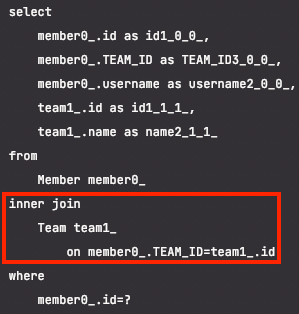 select
member0_.id as id1_0_0_,
member0_.TEAM_ID as TEAM_ID3_0_0_,
member0_.username as username2_0_0_,
team1_.id as id1_1_1_,
team1_.name as name2_1_1_
from
Member member0_
inner join
Team team1_
on member0_.TEAM_ID=team1_.id
where
member0_.id=?